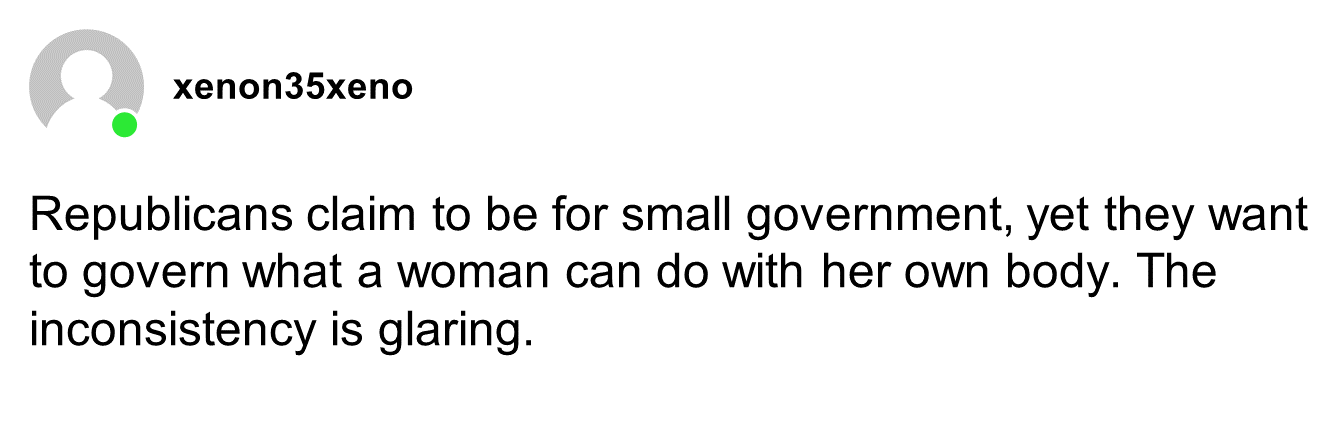 xenon35xeno
Republicans claim to be for small government, yet they want
to govern what a woman can do with her own body. The
inconsistency is glaring.